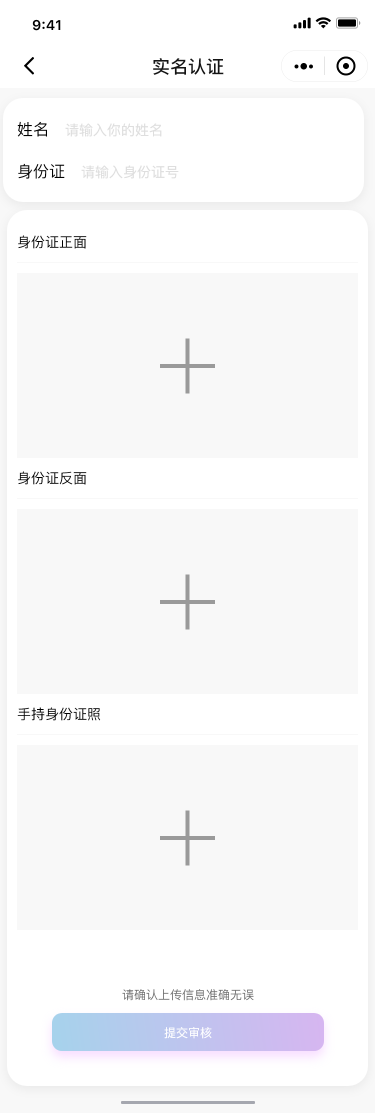 9:41
实名认证
姓名 请输入你的姓名
身份证 请输入身份证号
身份证正面
身份证反面
手持身份证照
请确认上传信息准确无误
提交审核